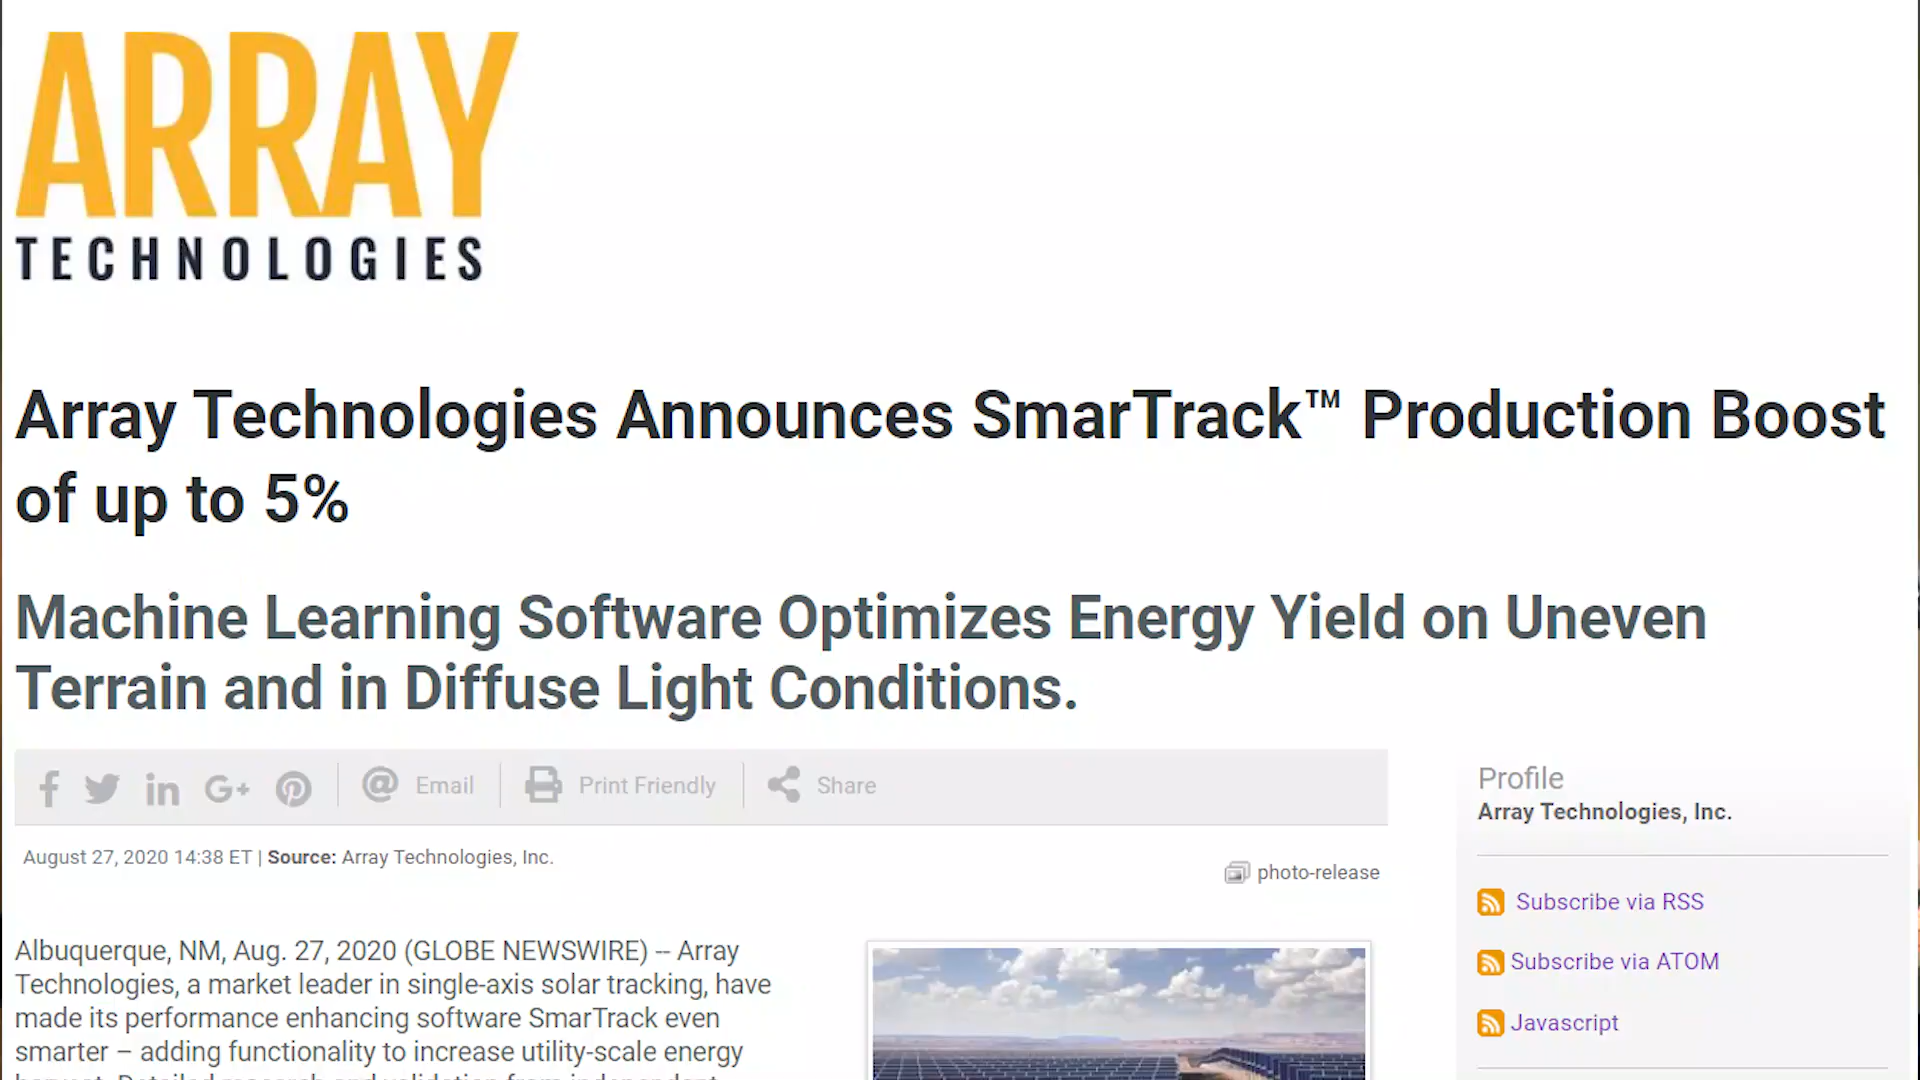 ARRAY
TECHNOLOGIES
Array Technologies Announces SmarTrack™ Production Boost
of up to 5%
Machine Learning Software Optimizes Energy Yield on Uneven
Terrain and in Diffuse Light Conditions.
Email
Print Friendly
Share
August 27, 2020 14:38 ET | Source: Array Technologies, Inc.
photo-release
Albuquerque, NM, Aug. 27, 2020 (GLOBE NEWSWIRE) -- Array
Technologies, a market leader in single-axis solar tracking, have
made its performance enhancing software SmarTrack even
smarter – adding functionality to increase utility-scale energy
Profile
Array Technologies, Inc.
Subscribe via RSS
Subscribe via ATOM
Javascript